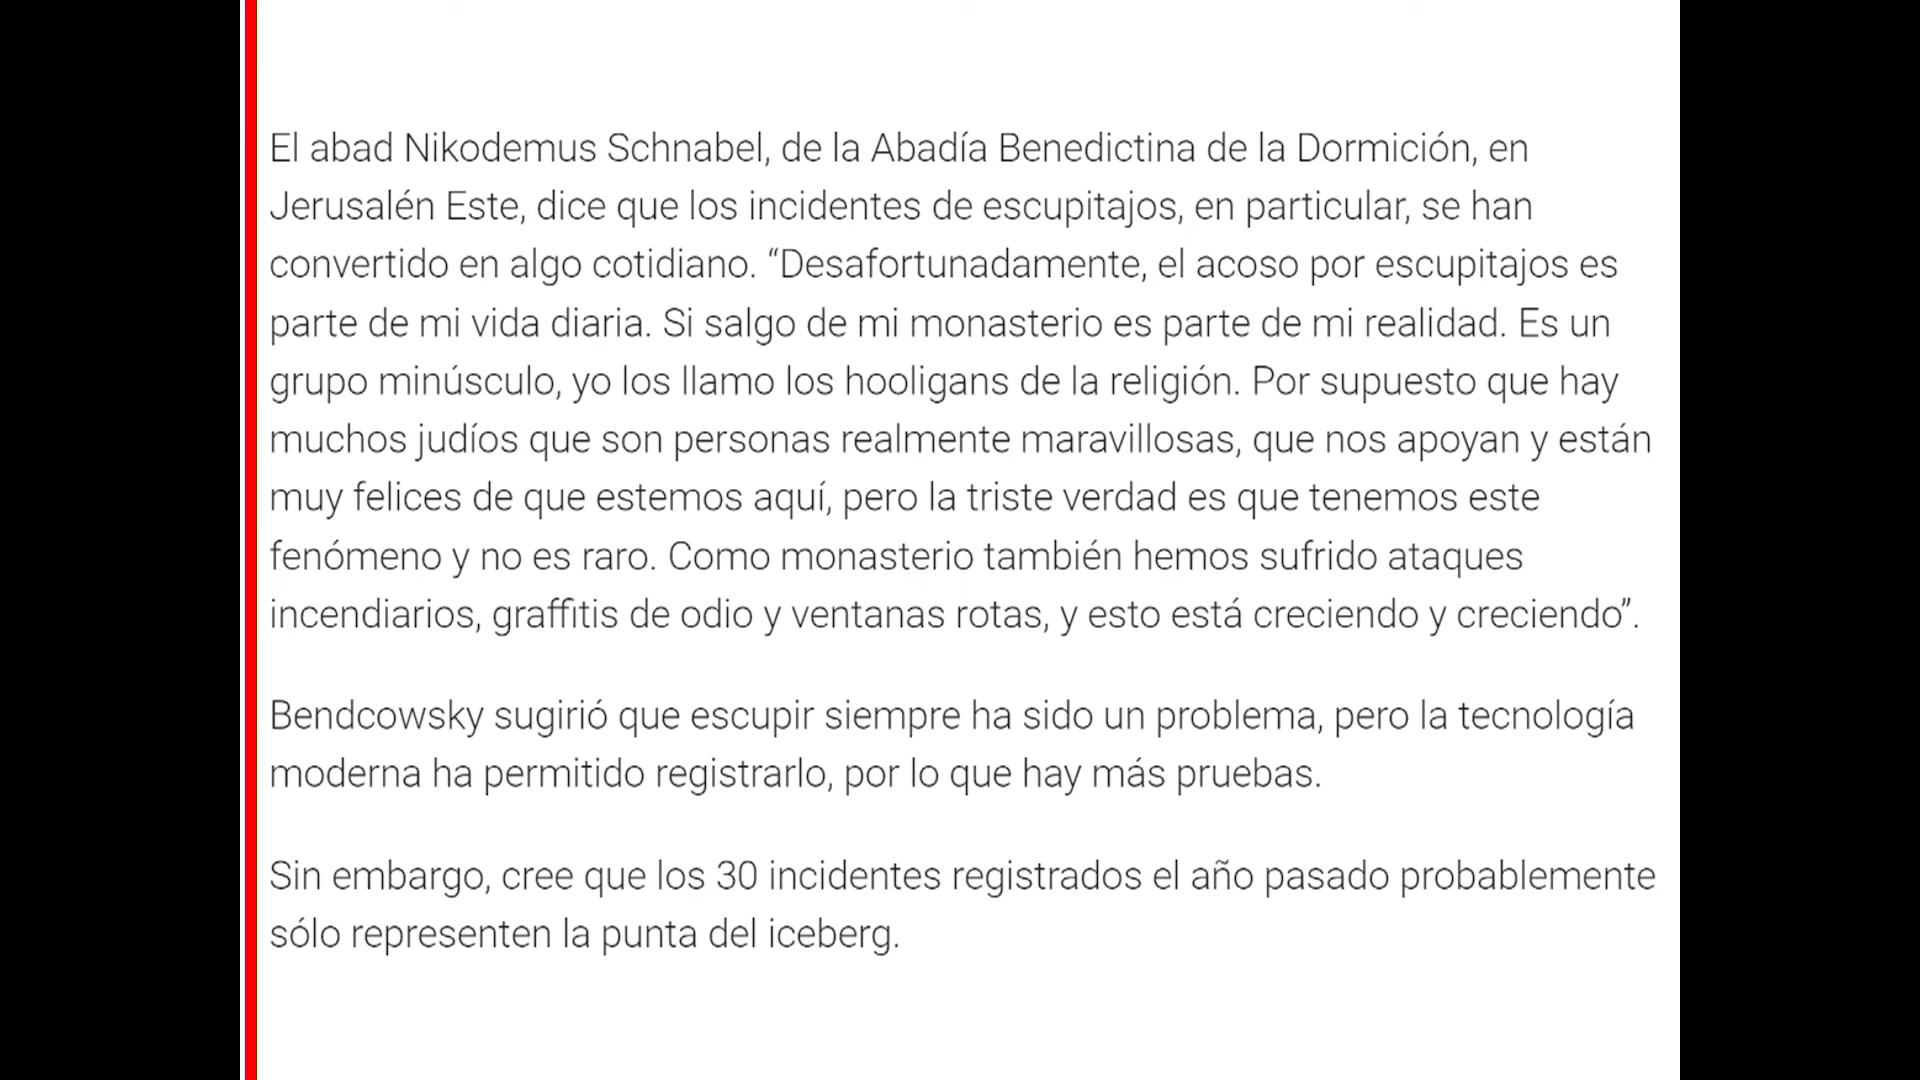 El abad Nikodemus Schnabel, de la Abadía Benedictina de la Dormición, en
Jerusalén Este, dice que los incidentes de escupitajos, en particular, se han
convertido en algo cotidiano. “Desafortunadamente, el acoso por escupitajos es
parte de mi vida diaria. Si salgo de mi monasterio es parte de mi realidad. Es un
grupo minúsculo, yo los llamo los hooligans de la religión. Por supuesto que hay
muchos judíos que son personas realmente maravillosas, que nos apoyan y están
muy felices de que estemos aquí, pero la triste verdad es que tenemos este
fenómeno y no es raro. Como monasterio también hemos sufrido ataques
incendiarios, graffitis de odio y ventanas rotas, y esto está creciendo y creciendo”.
Bendcowsky sugirió que escupir siempre ha sido un problema, pero la tecnología
moderna ha permitido registrarlo, por lo que hay más pruebas.
Sin embargo, cree que los 30 incidentes registrados el año pasado probablemente
sólo representen la punta del iceberg.